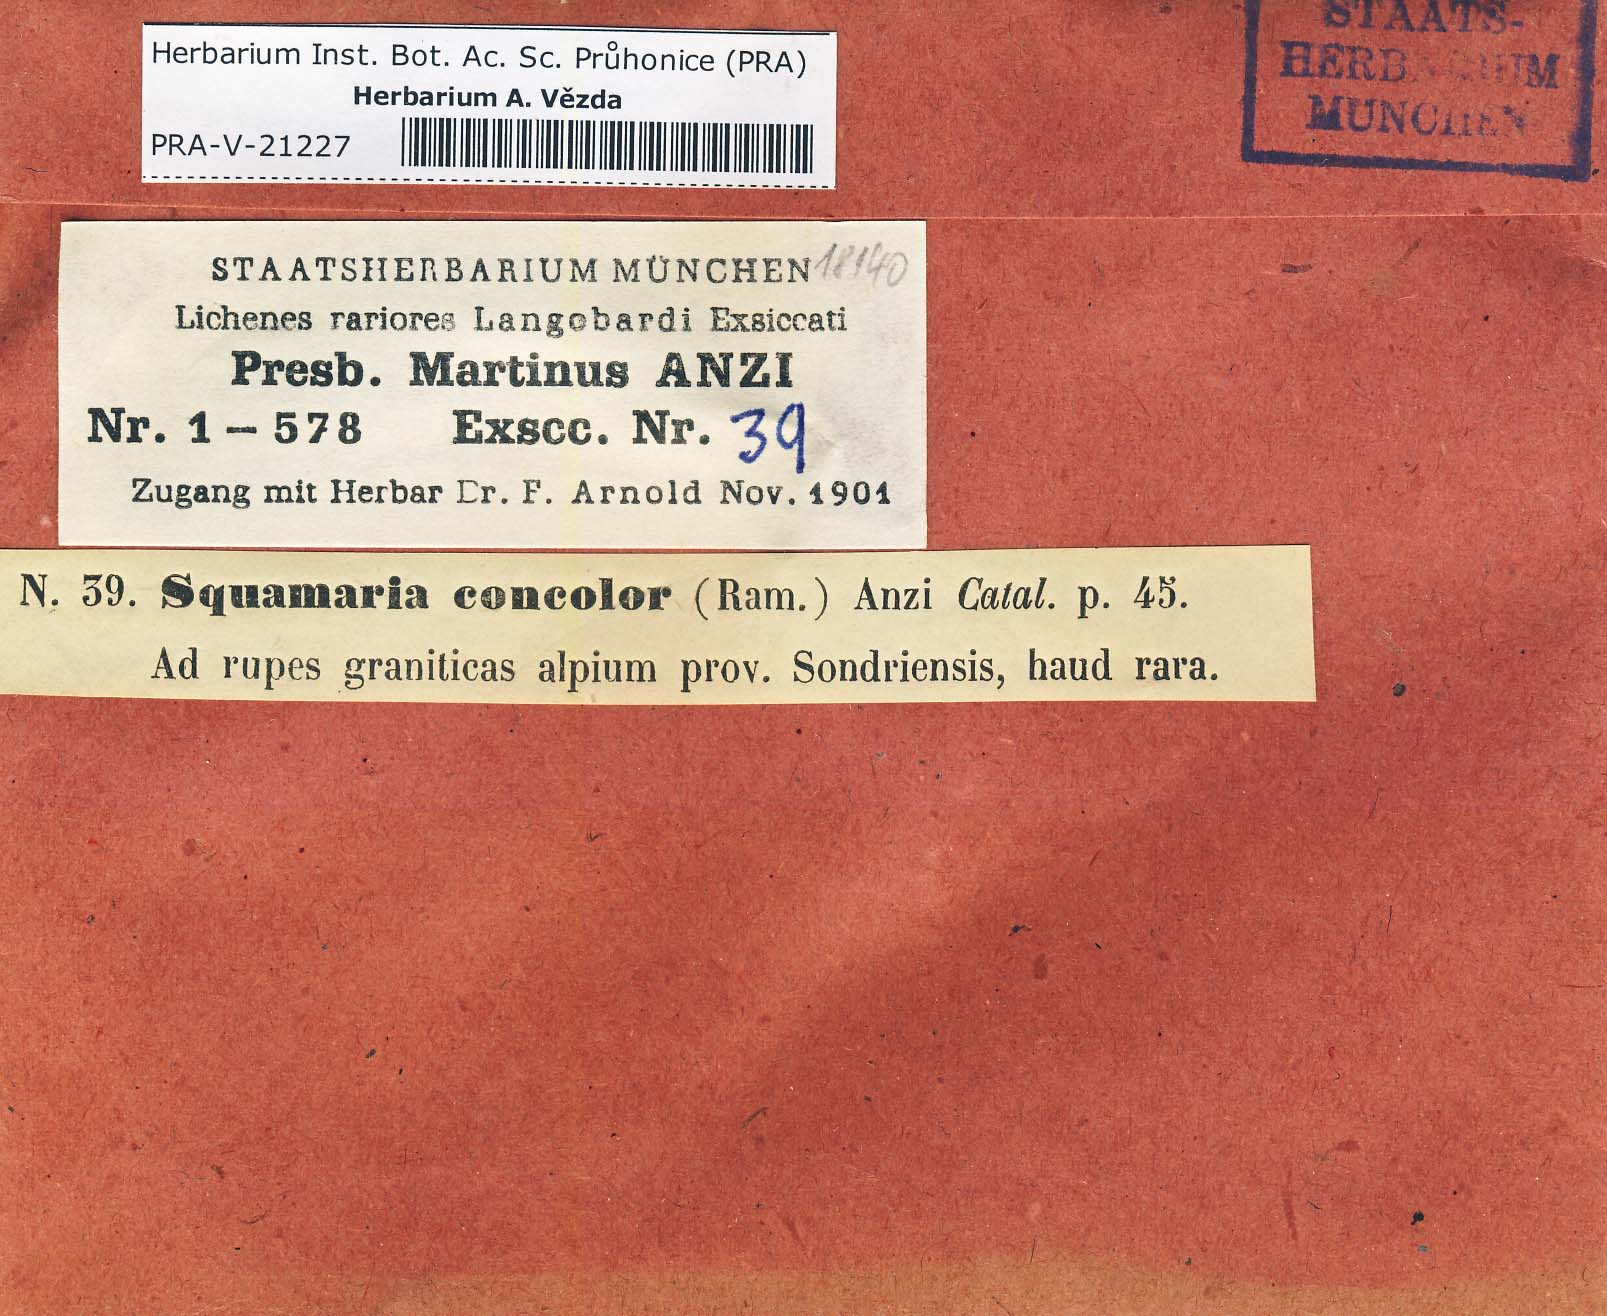 Herbarium Inst. Bot. Ac. Sc. Průhonice (PRA)
Herbarium A. Vězda
PRA-V-21227
STAATS-
HERBARIUM
MÜNCHEN
STAATSHERBARIUM MÜNCHEN 18140
Lichenes rariores Langobardi Exsiccati
Presb. Martinus ANZI
Nr. 1 – 578 Exscc. Nr. 39
Zugang mit Herbar Dr. F. Arnold Nov. 1901
N. 39. Squamaria concolor (Ram.) Anzi Catal. p. 45.
Ad rupes graniticas alpium prov. Sondriensis, haud rara.